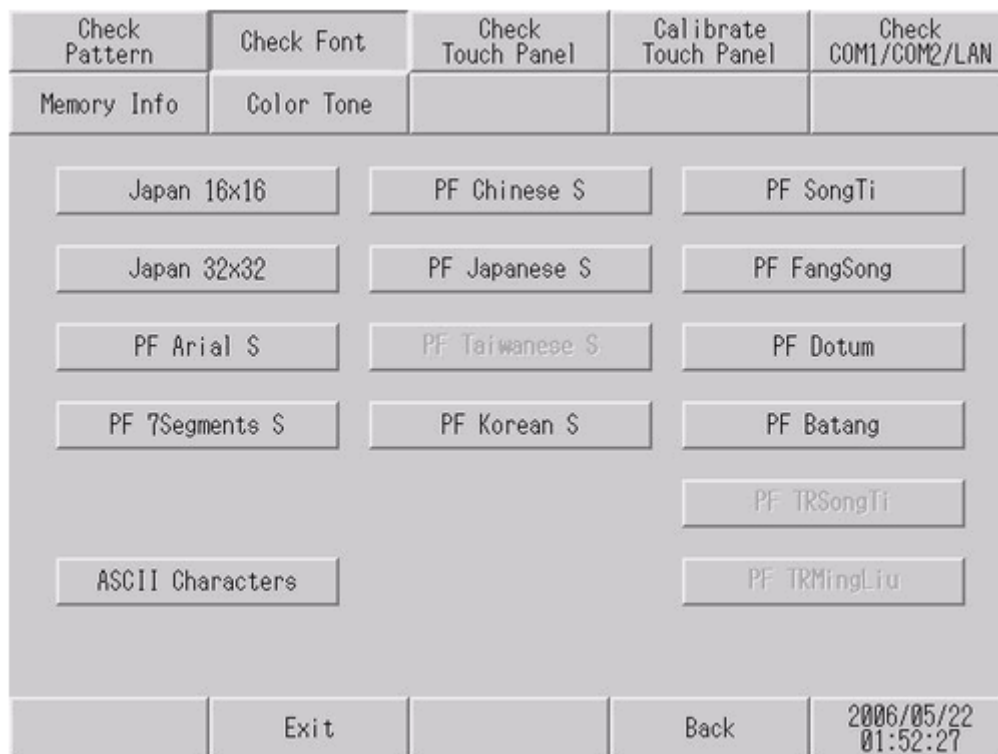 Check
Pattern
Check Font
Check
Touch Panel
Calibrate
Touch Panel
Check
COM1/COM2/LAN
Memory Info
Color Tone
Japan 16x16
PF Chinese S
PF SongTi
Japan 32x32
PF Japanese S
PF FangSong
PF Arial S
PF Taiwanese S
PF Dotum
PF 7Segments S
PF Korean S
PF Batang
PF TRSongTi
ASCII Characters
PF TRMingLiu
Exit
Back
2006/05/22
01:52:27